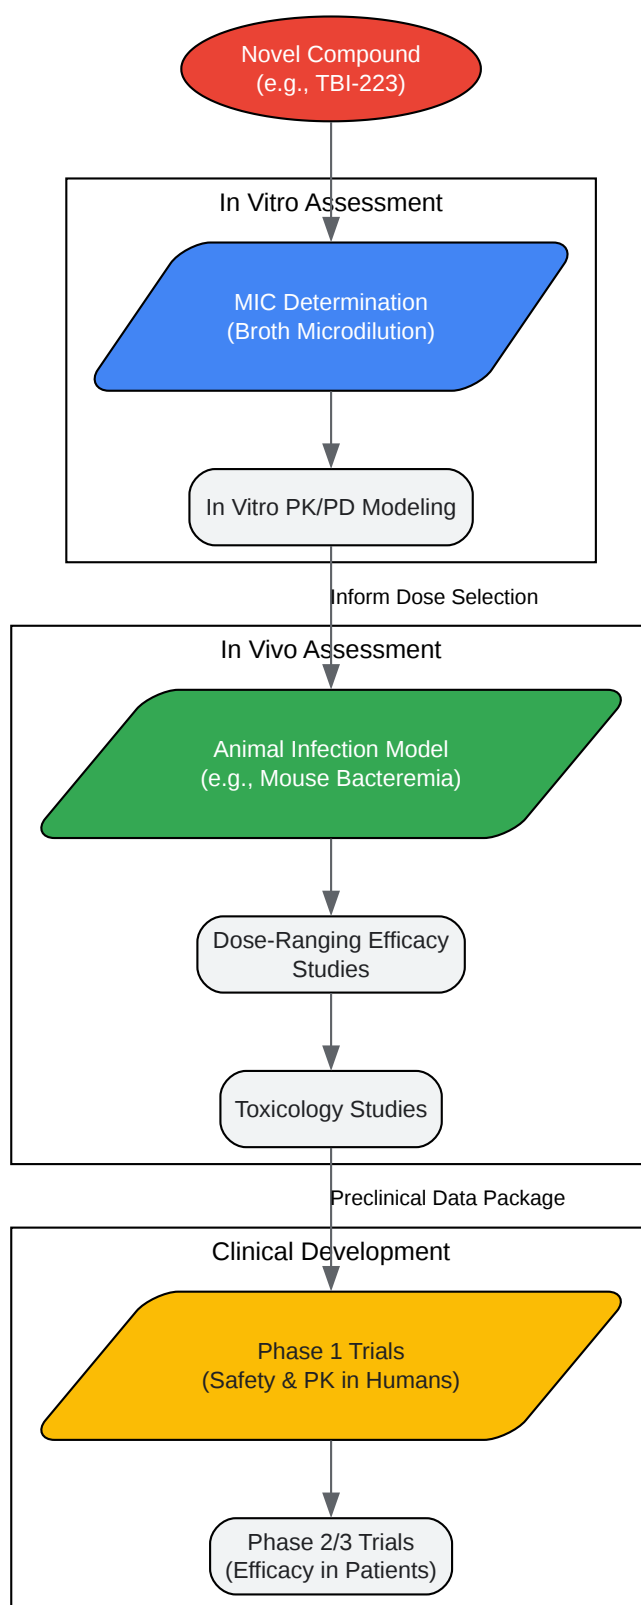 Novel Compound
(e.g., TBI-223)
In Vitro Assessment
MIC Determination
(Broth Microdilution)
In Vitro PK/PD Modeling
Inform Dose Selection
In Vivo Assessment
Animal Infection Model
(e.g., Mouse Bacteremia)
Dose-Ranging Efficacy
Studies
Toxicology Studies
Preclinical Data Package
Clinical Development
Phase 1 Trials
(Safety & PK in Humans)
Phase 2/3 Trials
(Efficacy in Patients)